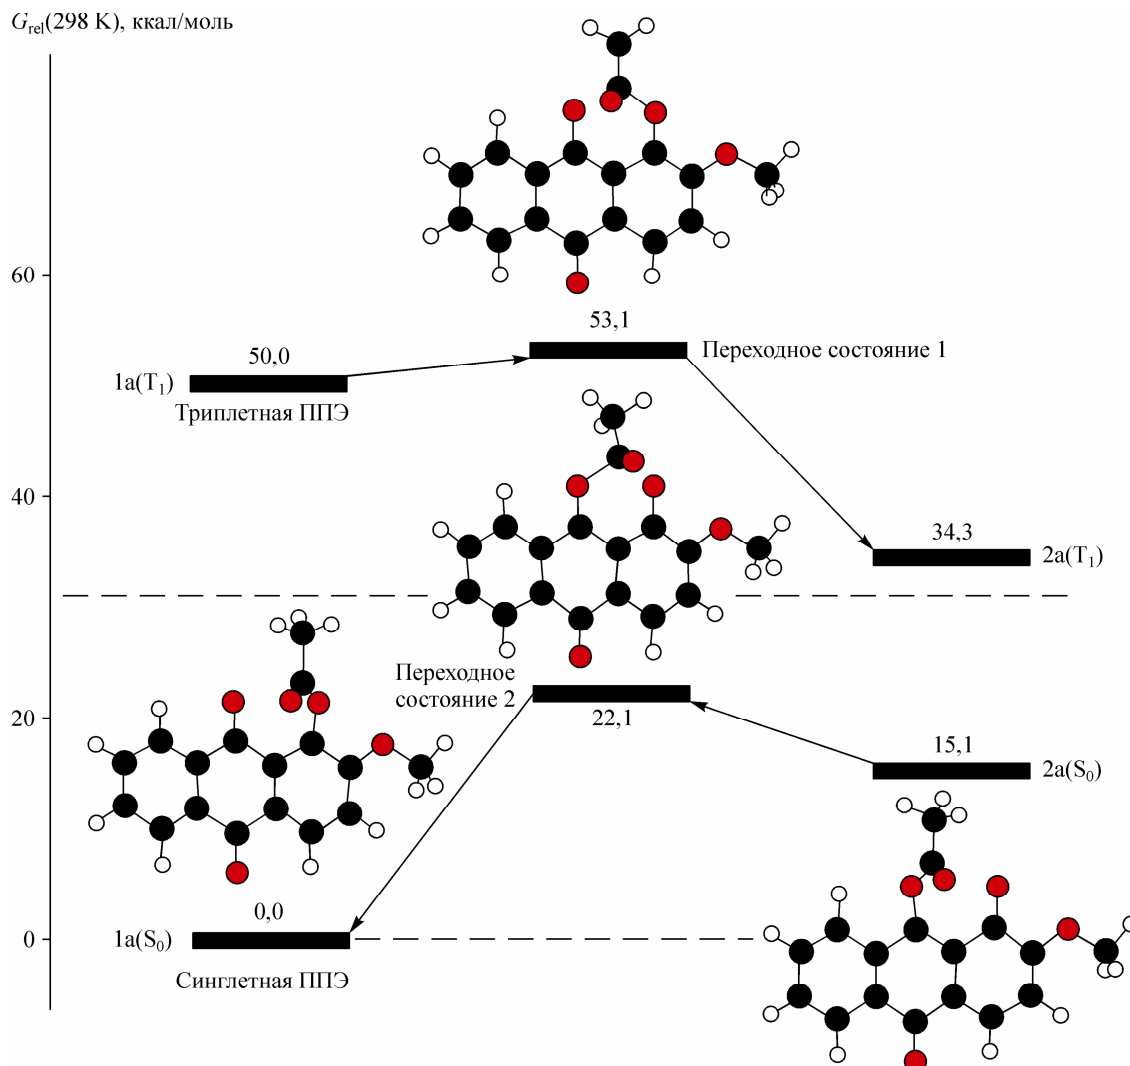 G_rel(298 K), ккал/моль
60
53,1
Переходное состояние 1
50,0
1a(T₁)
Триплетная ППЭ
40
34,3
2a(T₁)
Переходное
состояние 2
22,1
20
15,1
2a(S₀)
0,0
0
1a(S₀)
Синглетная ППЭ